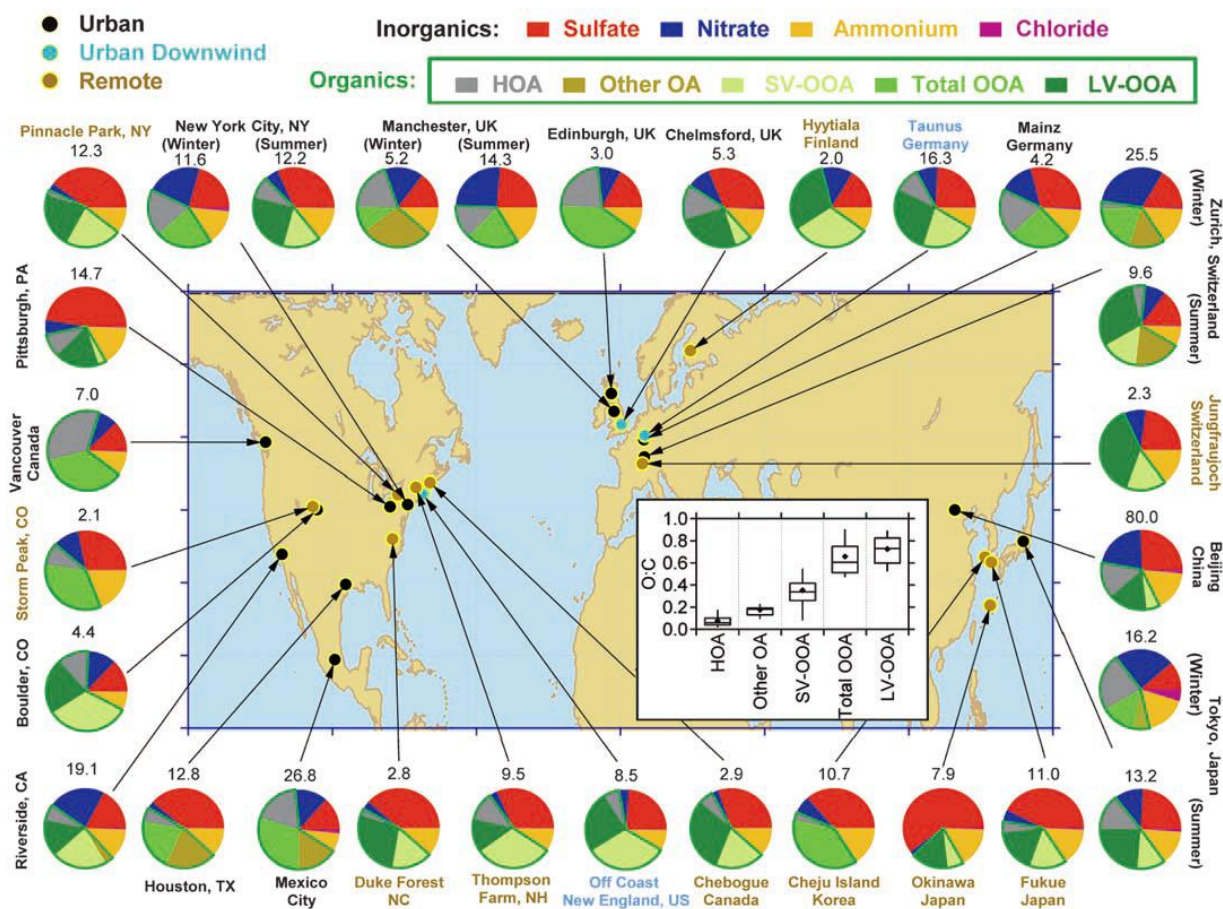 Urban
Urban Downwind
Remote
Inorganics: Sulfate Nitrate Ammonium Chloride
Organics: HOA Other OA SV-OOA Total OOA LV-OOA
Pinnacle Park, NY
12.3
New York City, NY
(Winter) (Summer)
11.6 12.2
Manchester, UK
(Winter) (Summer)
5.2 14.3
Edinburgh, UK
3.0
Chelmsford, UK
5.3
Hyytiala
Finland
2.0
Taunus
Germany
16.3
Mainz
Germany
4.2
25.5
Zurich, Switzerland
(Winter)
(Summer)
9.6
Pittsburgh, PA
14.7
Vancouver
Canada
7.0
Storm Peak, CO
2.1
Boulder, CO
4.4
Riverside, CA
19.1
Jungfraujoch
Switzerland
2.3
Beijing
China
80.0
Tokyo, Japan
(Winter)
(Summer)
16.2
13.2
O:C
1.0
0.8
0.6
0.4
0.2
0.0
HOA
Other OA
SV-OOA
Total OOA
LV-OOA
12.8
Houston, TX
26.8
Mexico
City
2.8
Duke Forest
NC
9.5
Thompson
Farm, NH
8.5
Off Coast
New England, US
2.9
Chebogue
Canada
10.7
Cheju Island
Korea
7.9
Okinawa
Japan
11.0
Fukue
Japan